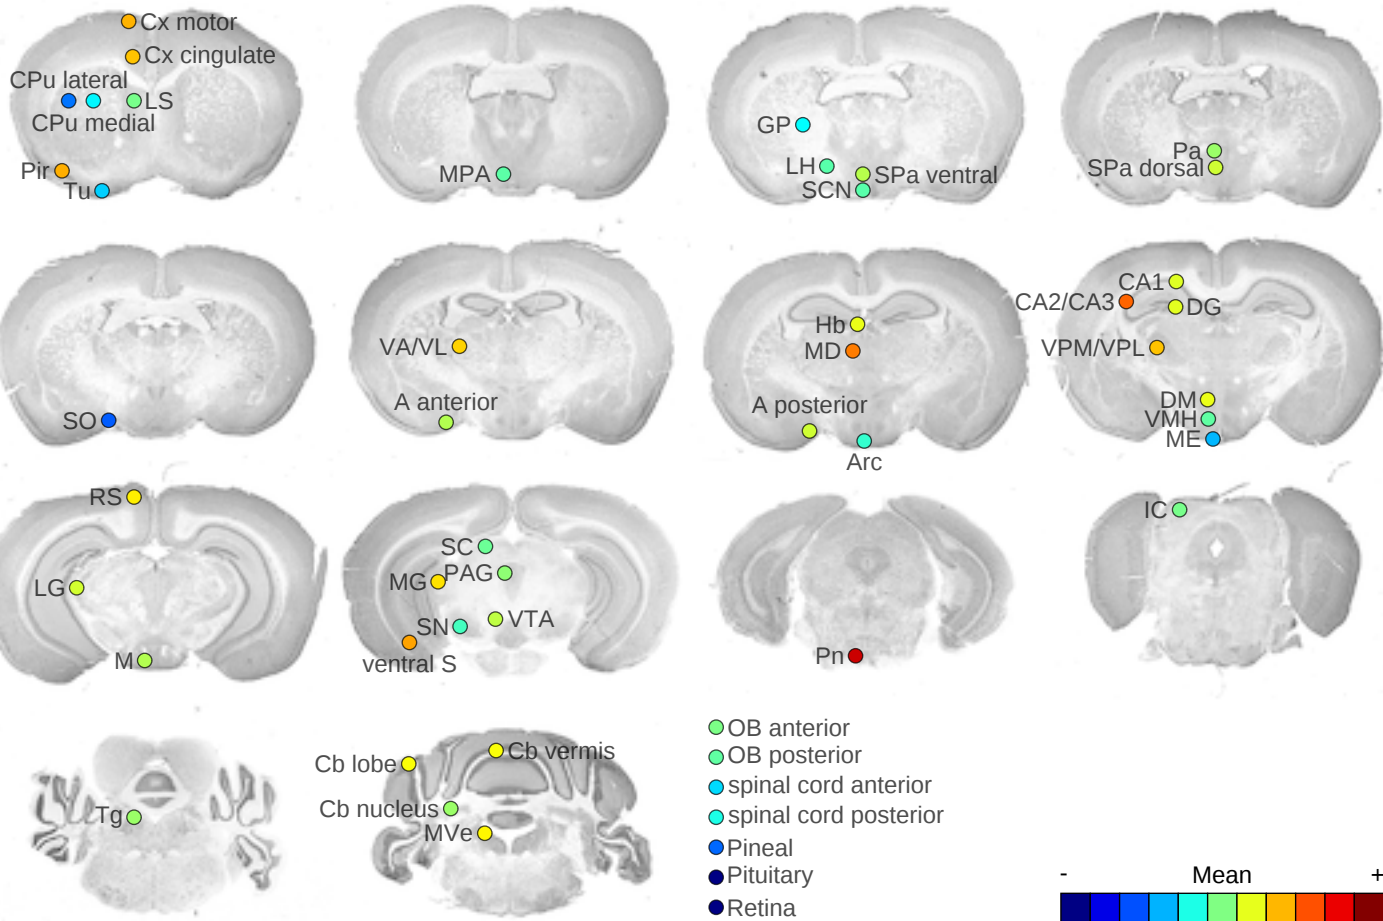 Cx motor
Cx cingulate
CPu lateral
LS
CPu medial
Pir
Tu
MPA
GP
LH
SPa ventral
SCN
Pa
SPa dorsal
SO
VA/VL
A anterior
Hb
MD
A posterior
Arc
CA1
CA2/CA3
DG
VPM/VPL
DM
VMH
ME
RS
LG
M
SC
PAG
MG
VTA
SN
ventral S
Pn
IC
Tg
Cb vermis
Cb lobe
Cb nucleus
MVe
OB anterior
OB posterior
spinal cord anterior
spinal cord posterior
Pineal
Pituitary
Retina
- Mean +